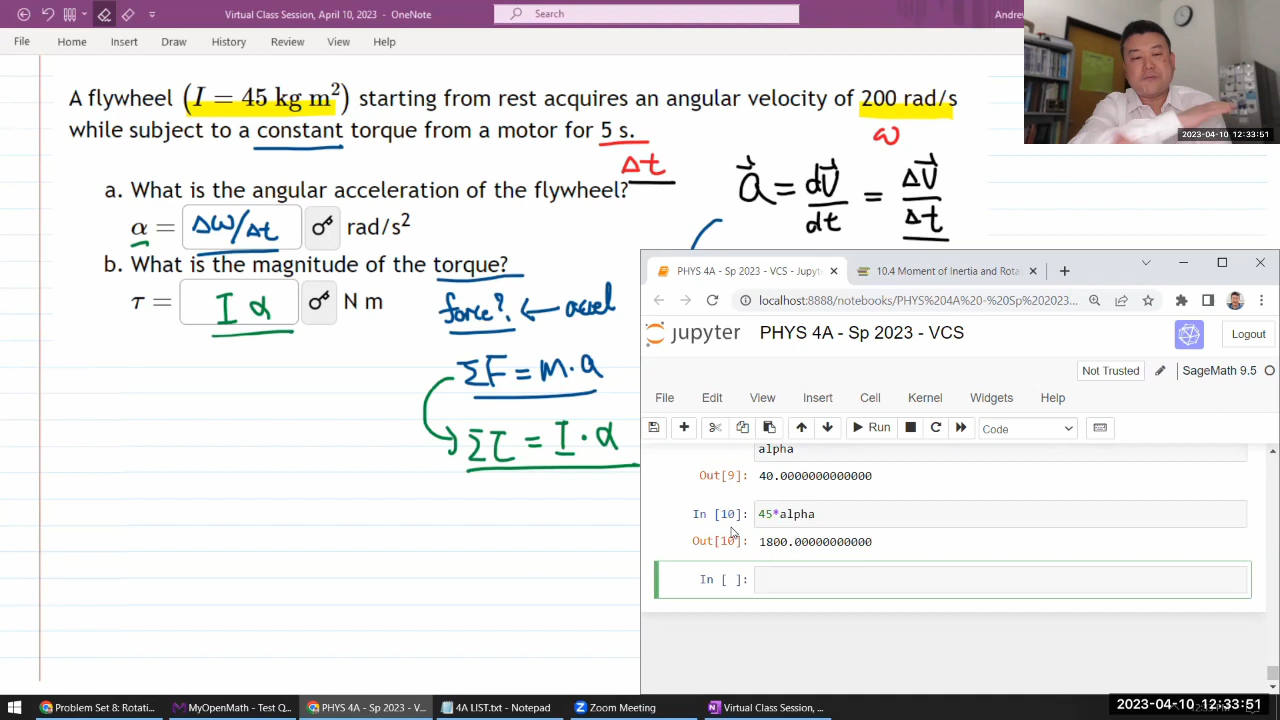 Virtual Class Session, April 10, 2023 - OneNote
Search
Andrew
File Home Insert Draw History Review View Help
A flywheel (I = 45 kg m²) starting from rest acquires an angular velocity of 200 rad/s
while subject to a constant torque from a motor for 5 s.
ω
Δt
a. What is the angular acceleration of the flywheel?
α = Δω/Δt rad/s²
b. What is the magnitude of the torque?
τ = I α N m
force? ← accel
ΣF = m·a
Στ = I·α
a⃗ = dv⃗/dt = Δv⃗/Δt
2023-04-10 12:33:51
PHYS 4A - Sp 2023 - VCS - Jupyt
10.4 Moment of Inertia and Rota
localhost:8888/notebooks/PHYS%204A%20-%20Sp%202023...
jupyter PHYS 4A - Sp 2023 - VCS
Logout
Not Trusted
SageMath 9.5
File Edit View Insert Cell Kernel Widgets Help
Run
Code
alpha
Out[9]: 40.0000000000000
In [10]: 45*alpha
Out[10]: 1800.00000000000
In [ ]:
Problem Set 8: Rotati...
MyOpenMath - Test Q...
PHYS 4A - Sp 2023 - V...
4A LIST.txt - Notepad
Zoom Meeting
Virtual Class Session, ...
2023-04-10 12:33:51